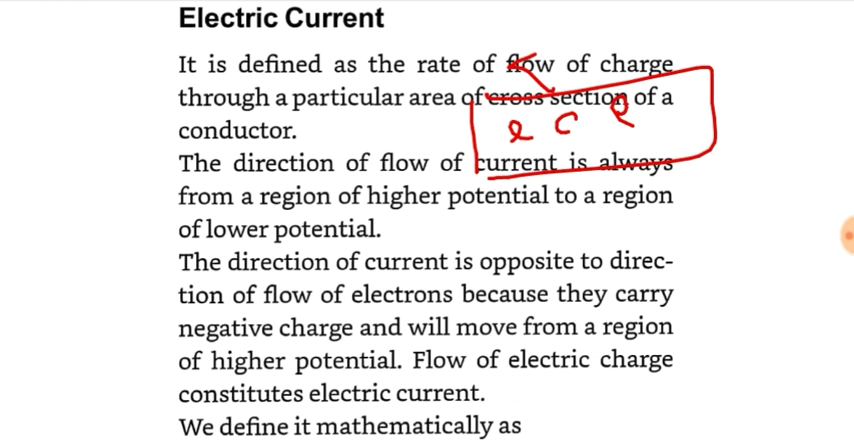 Electric Current
It is defined as the rate of flow of charge
through a particular area of cross section of a
conductor.
The direction of flow of current is always
from a region of higher potential to a region
of lower potential.
The direction of current is opposite to direc-
tion of flow of electrons because they carry
negative charge and will move from a region
of higher potential. Flow of electric charge
constitutes electric current.
We define it mathematically as